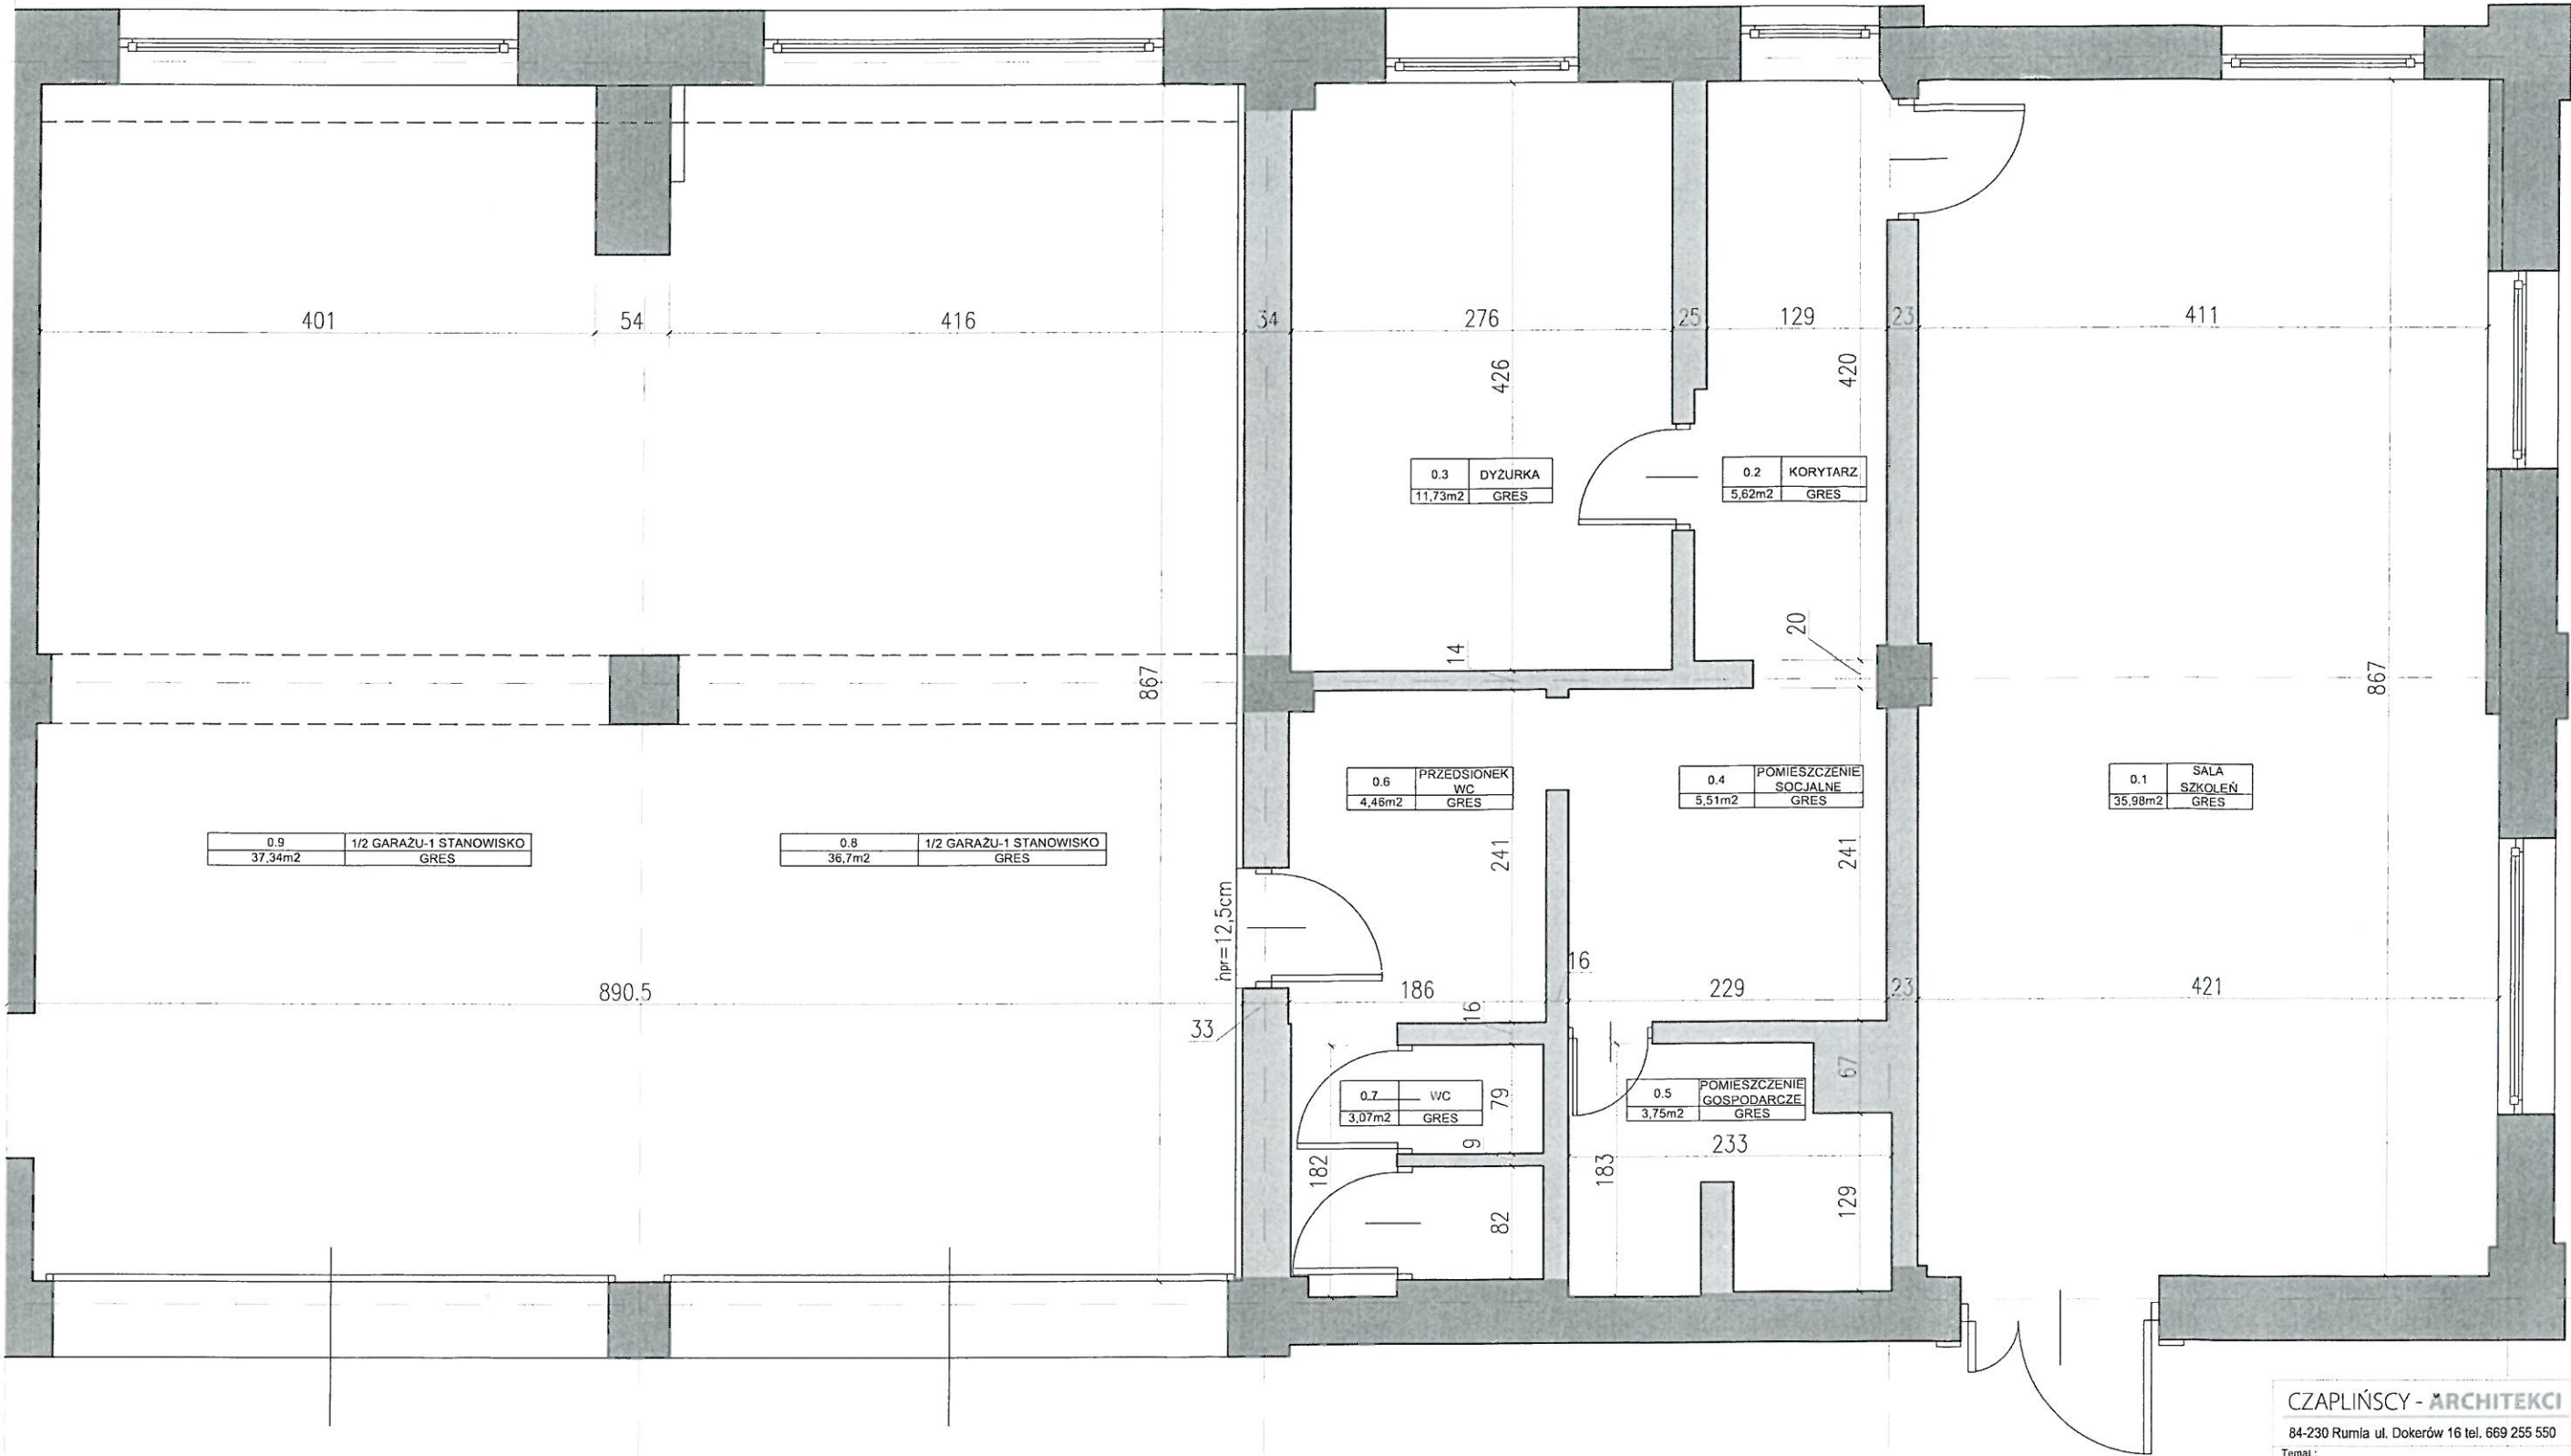 401
54
416
34
276
25
129
23
411
426
420
0.3 DYŻURKA
11,73m2 GRES
0.2 KORYTARZ
5,62m2 GRES
20
14
867
867
0.6 PRZEDSIONEK
WC
4,46m2 GRES
0.4 POMIESZCZENIE
SOCJALNE
5,51m2 GRES
0.1 SALA
SZKOLEŃ
35,98m2 GRES
0.9 1/2 GARAŻU-1 STANOWISKO
37,34m2 GRES
0.8 1/2 GARAŻU-1 STANOWISKO
36,7m2 GRES
241
241
hpr=12,5cm
16
890.5
186
229
23
421
16
33
67
0.7 WC
3,07m2 GRES
79
0.5 POMIESZCZENIE
GOSPODARCZE
3,75m2 GRES
9
233
182
183
129
82
CZAPLIŃSCY - ARCHITEKCI
84-230 Rumia ul. Dokerów 16 tel. 669 255 550
Temat :